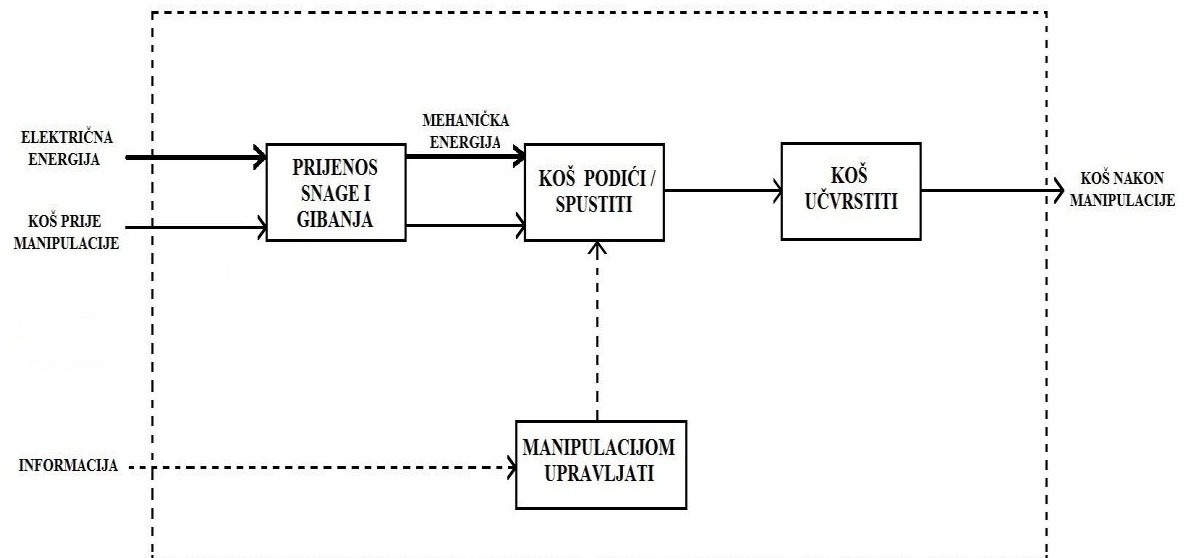 ELEKTRIČNA
ENERGIJA
KOŠ PRIJE
MANIPULACIJE
PRIJENOS
SNAGE I
GIBANJA
MEHANIČKA
ENERGIJA
KOŠ PODIĆI /
SPUSTITI
KOŠ
UČVRSTITI
KOŠ NAKON
MANIPULACIJE
INFORMACIJA
MANIPULACIJOM
UPRAVLJATI